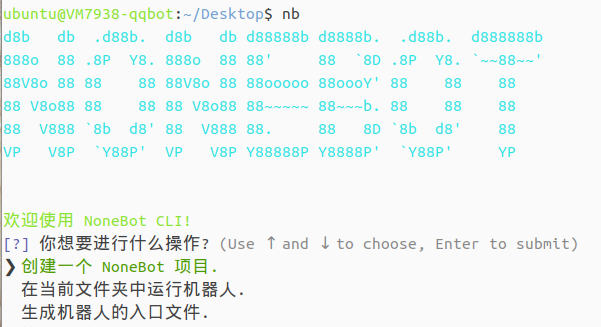 ubuntu@VM7938-qqbot:~/Desktop$ nb
d8b   db  .d88b.  d8b   db d88888b d8888b.  .d88b.  d888888b
888o  88 .8P  Y8. 888o  88 88'     88  `8D .8P  Y8. `~~88~~'
88V8o 88 88    88 88V8o 88 88ooooo 88oooY' 88    88    88
88 V8o88 88    88 88 V8o88 88~~~~~ 88~~~b. 88    88    88
88  V888 `8b  d8' 88  V888 88.     88   8D `8b  d8'    88
VP   V8P  `Y88P'  VP   V8P Y88888P Y8888P'  `Y88P'     YP
欢迎使用 NoneBot CLI!
[?] 你想要进行什么操作? (Use ↑ and ↓ to choose, Enter to submit)
❯ 创建一个 NoneBot 项目.
在当前文件夹中运行机器人.
生成机器人的入口文件.